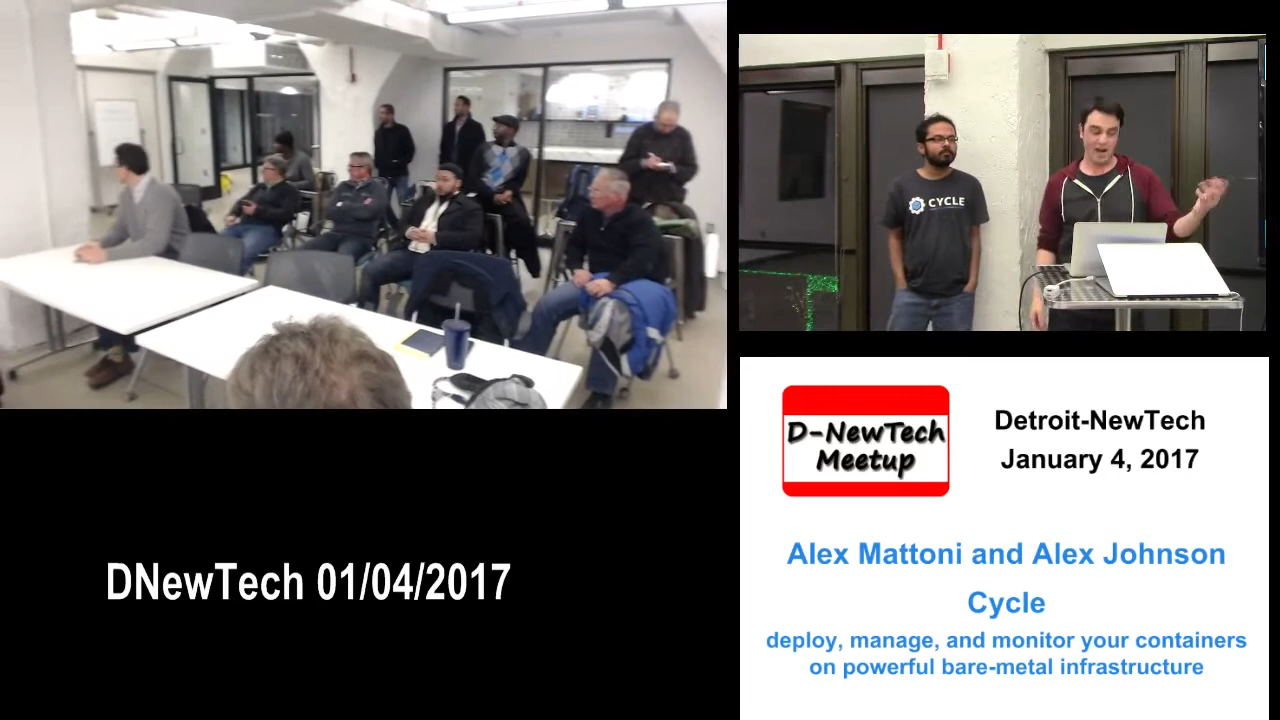 CYCLE
D-NewTech
Meetup
Detroit-NewTech
January 4, 2017
Alex Mattoni and Alex Johnson
Cycle
deploy, manage, and monitor your containers
on powerful bare-metal infrastructure
DNewTech 01/04/2017